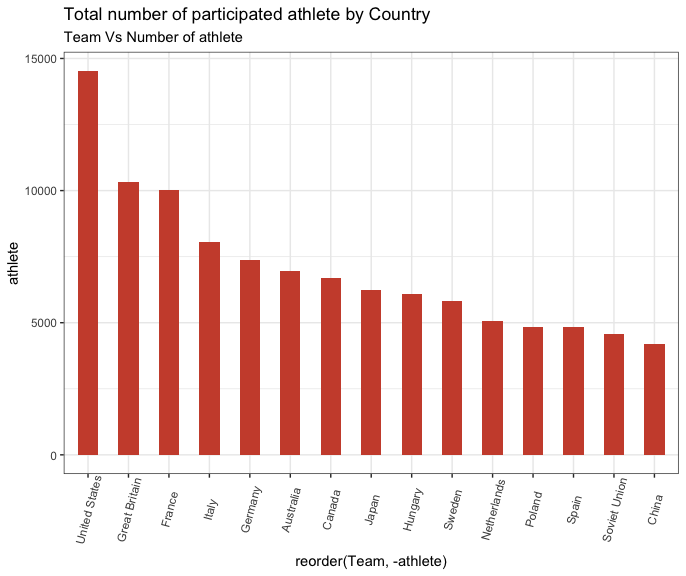 Total number of participated athlete by Country
Team Vs Number of athlete
15000
10000
5000
0
athlete
United States
Great Britain
France
Italy
Germany
Australia
Canada
Japan
Hungary
Sweden
Netherlands
Poland
Spain
Soviet Union
China
reorder(Team, -athlete)